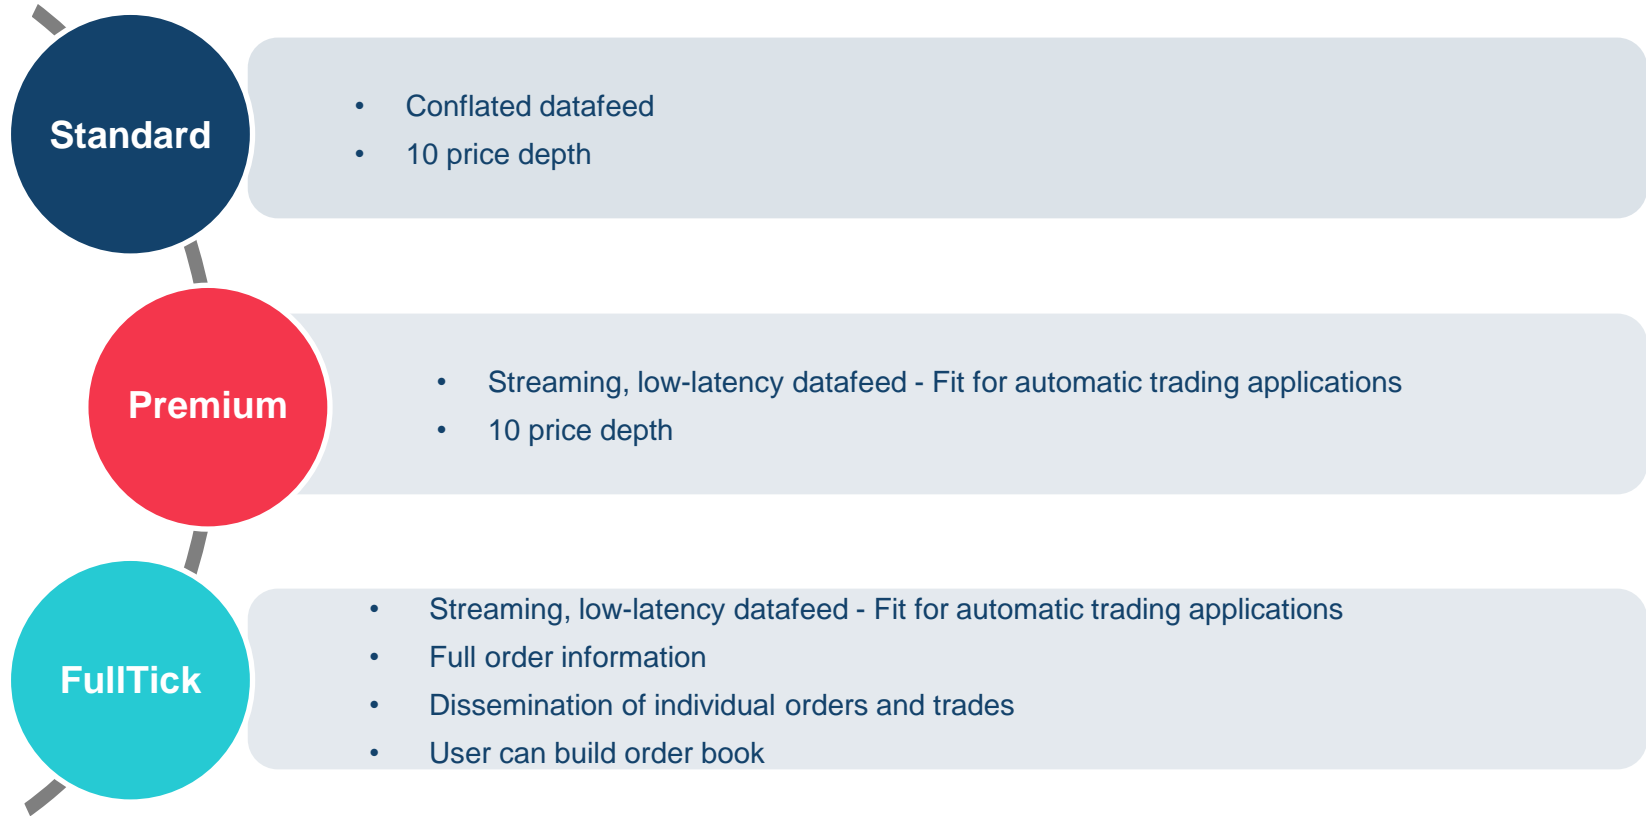 Standard
• Conflated datafeed
• 10 price depth
Premium
• Streaming, low-latency datafeed - Fit for automatic trading applications
• 10 price depth
FullTick
• Streaming, low-latency datafeed - Fit for automatic trading applications
• Full order information
• Dissemination of individual orders and trades
• User can build order book